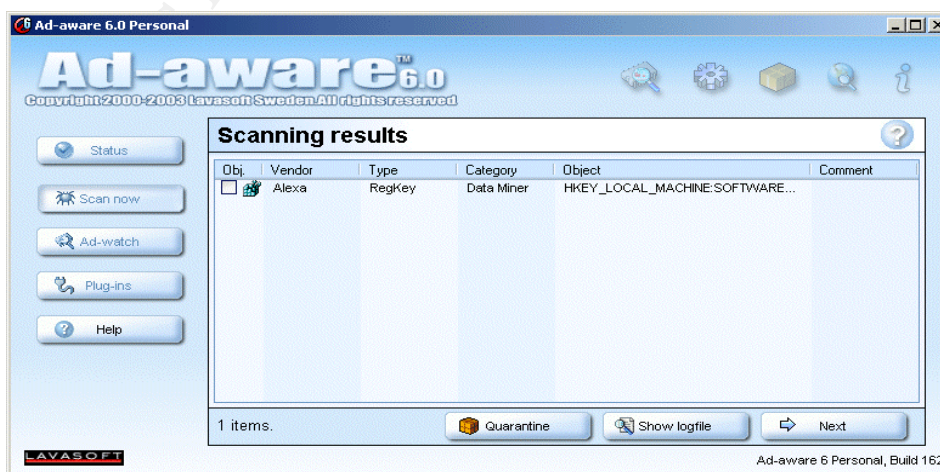 Ad-aware 6.0 Personal
Ad-aware™ 6.0
Copyright 2000-2003 Lavasoft Sweden. All rights reserved
Status
Scan now
Ad-watch
Plug-ins
Help
Scanning results
Obj. Vendor Type Category Object Comment
Alexa RegKey Data Miner HKEY_LOCAL_MACHINE:SOFTWARE...
1 items.
Quarantine
Show logfile
Next
LAVASOFT
Ad-aware 6 Personal, Build 162